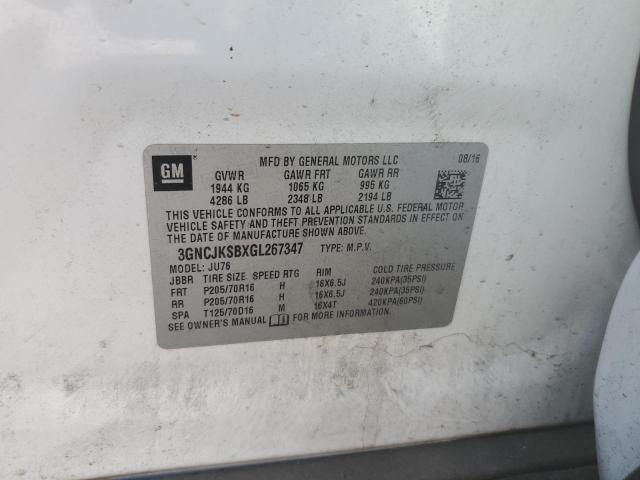 GM MFD BY GENERAL MOTORS LLC 08/16
GVWR GAWR FRT GAWR RR
1944 KG 1065 KG 995 KG
4286 LB 2348 LB 2194 LB
THIS VEHICLE CONFORMS TO ALL APPLICABLE U.S. FEDERAL MOTOR
VEHICLE SAFETY AND THEFT PREVENTION STANDARDS IN EFFECT ON
THE DATE OF MANUFACTURE SHOWN ABOVE.
3GNCJKSBXGL267347 TYPE: M.P.V.
MODEL: JU76
JBBR TIRE SIZE SPEED RTG RIM COLD TIRE PRESSURE
FRT P205/70R16 H 16X6.5J 240KPA(35PSI)
RR P205/70R16 H 16X6.5J 240KPA(35PSI)
SPA T125/70D16 M 16X4T 420KPA(60PSI)
SEE OWNER'S MANUAL FOR MORE INFORMATION